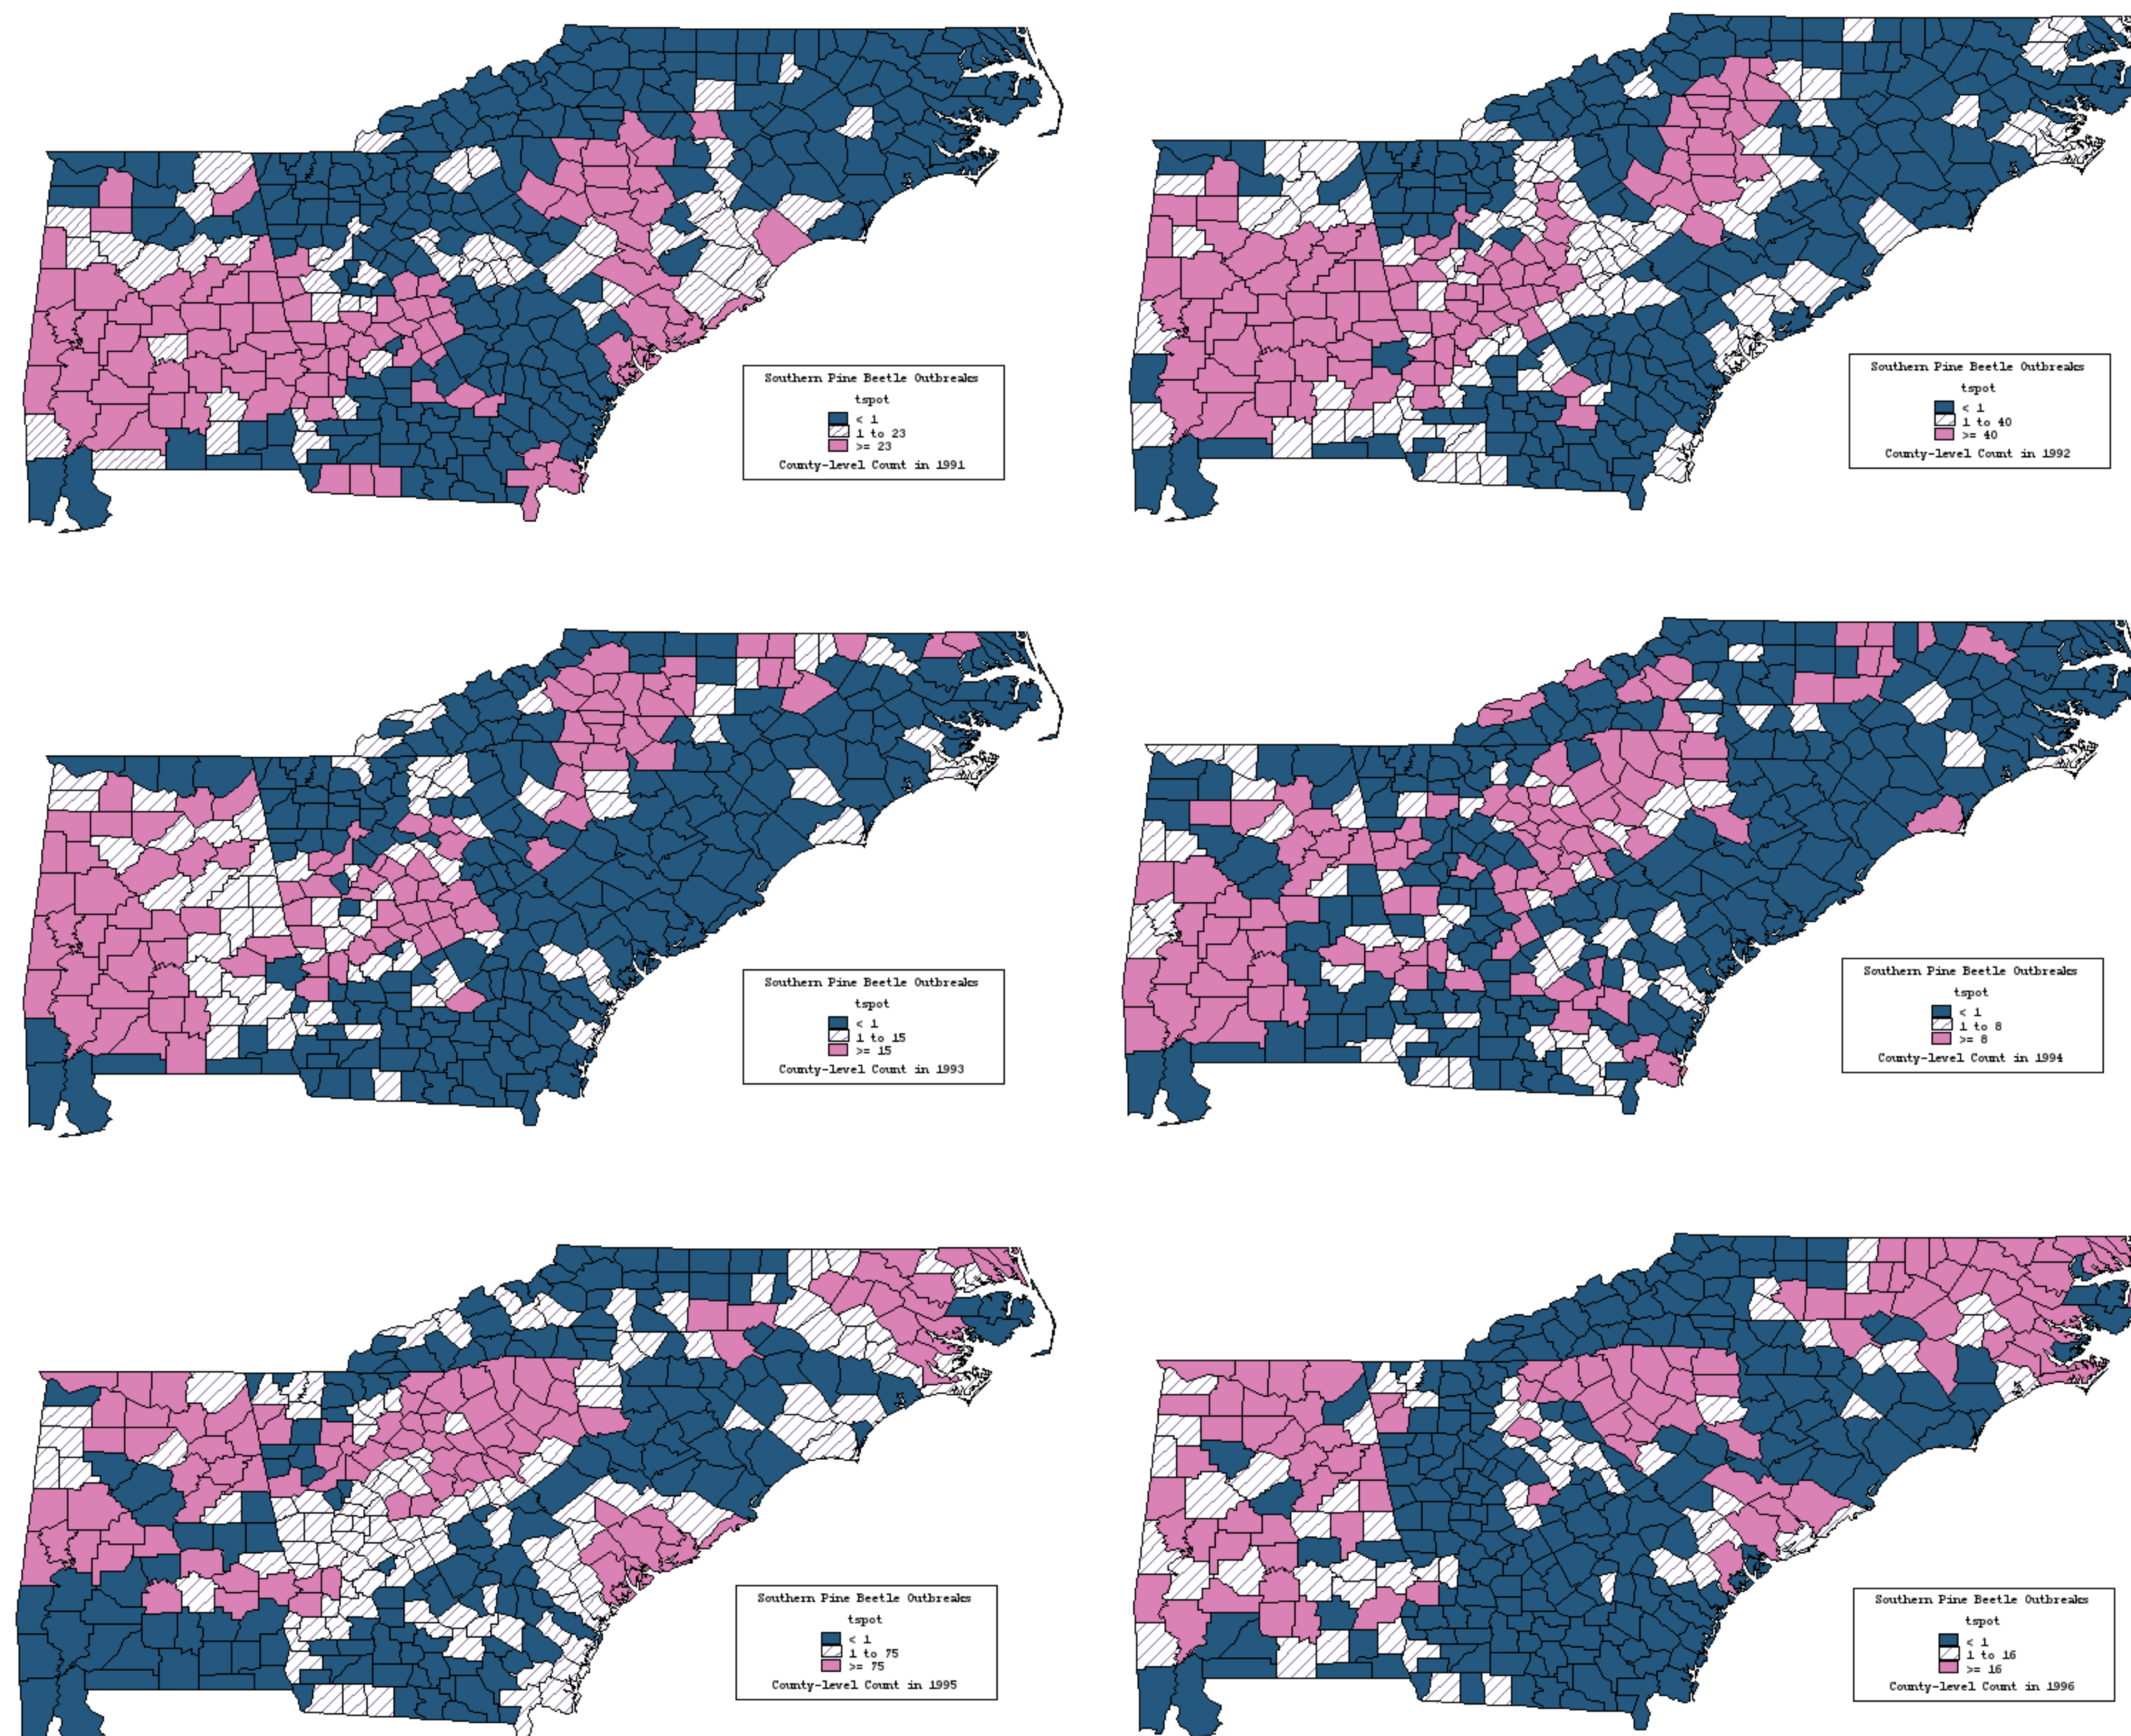 Southern Pine Beetle Outbreaks
tspot
< 1
1 to 23
>= 23
County-level Count in 1991
Southern Pine Beetle Outbreaks
tspot
< 1
1 to 40
>= 40
County-level Count in 1992
Southern Pine Beetle Outbreaks
tspot
< 1
1 to 15
>= 15
County-level Count in 1993
Southern Pine Beetle Outbreaks
tspot
< 1
1 to 8
>= 8
County-level Count in 1994
Southern Pine Beetle Outbreaks
tspot
< 1
1 to 75
>= 75
County-level Count in 1995
Southern Pine Beetle Outbreaks
tspot
< 1
1 to 16
>= 16
County-level Count in 1996